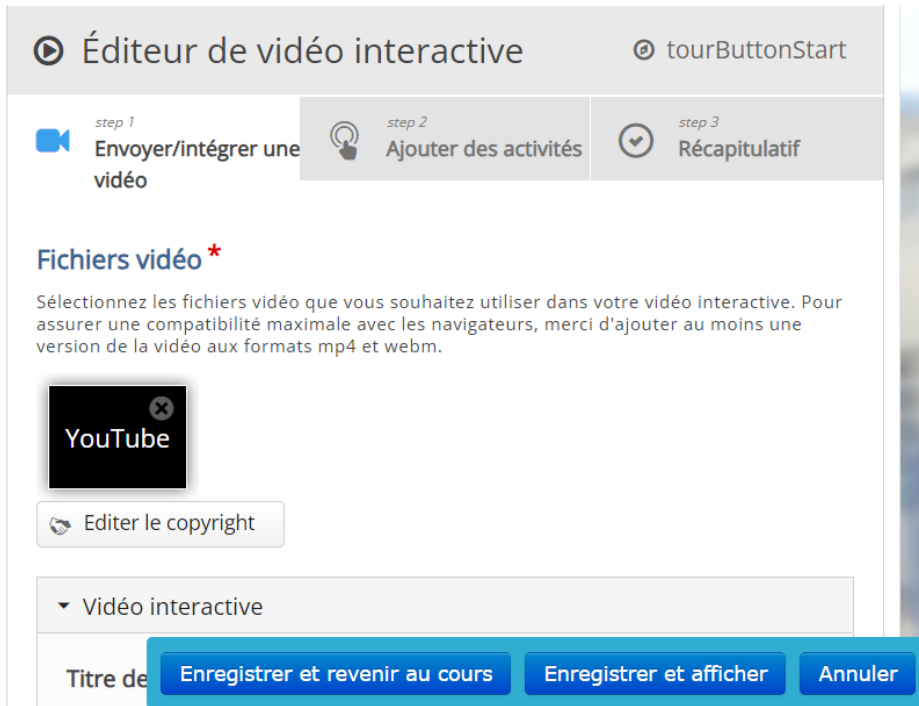 Éditeur de vidéo interactive
tourButtonStart
step 1
Envoyer/intégrer une
vidéo
step 2
Ajouter des activités
step 3
Récapitulatif
Fichiers vidéo *
Sélectionnez les fichiers vidéo que vous souhaitez utiliser dans votre vidéo interactive. Pour
assurer une compatibilité maximale avec les navigateurs, merci d'ajouter au moins une
version de la vidéo aux formats mp4 et webm.
YouTube
Editer le copyright
Vidéo interactive
Titre de
Enregistrer et revenir au cours
Enregistrer et afficher
Annuler